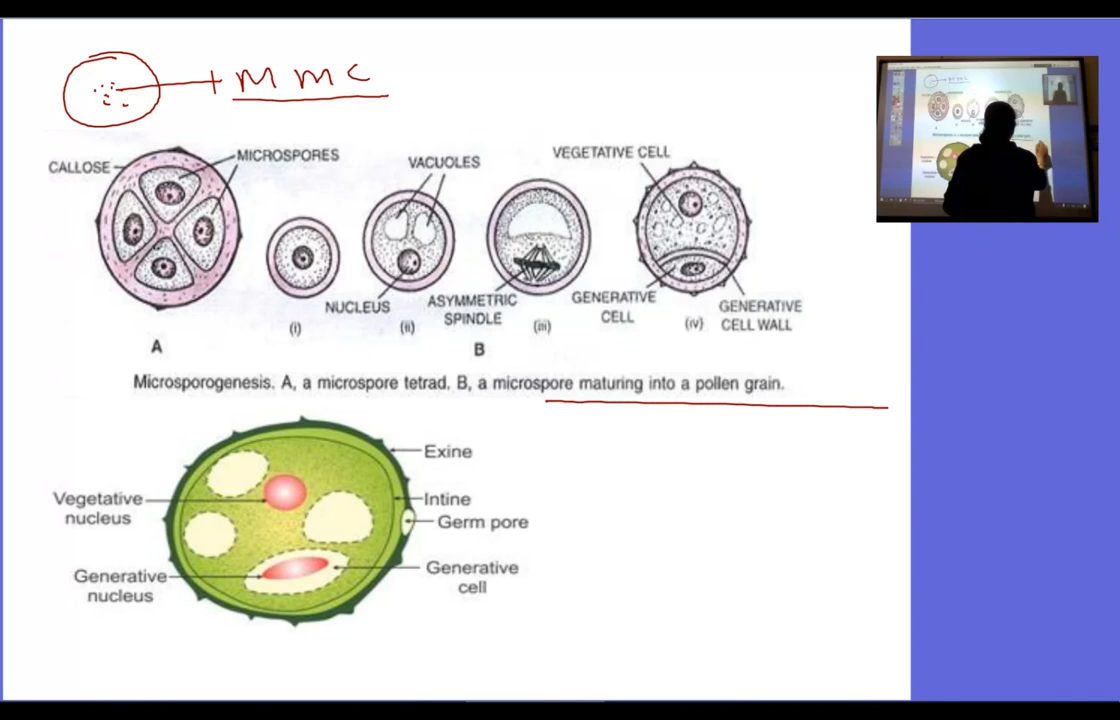 MMC
CALLOSE
MICROSPORES
VACUOLES
VEGETATIVE CELL
NUCLEUS
ASYMMETRIC
SPINDLE
GENERATIVE
CELL
GENERATIVE
CELL WALL
(i)
(ii)
(iii)
(iv)
A
B
Microsporogenesis. A, a microspore tetrad. B, a microspore maturing into a pollen grain.
Exine
Vegetative
nucleus
Intine
Germ pore
Generative
nucleus
Generative
cell